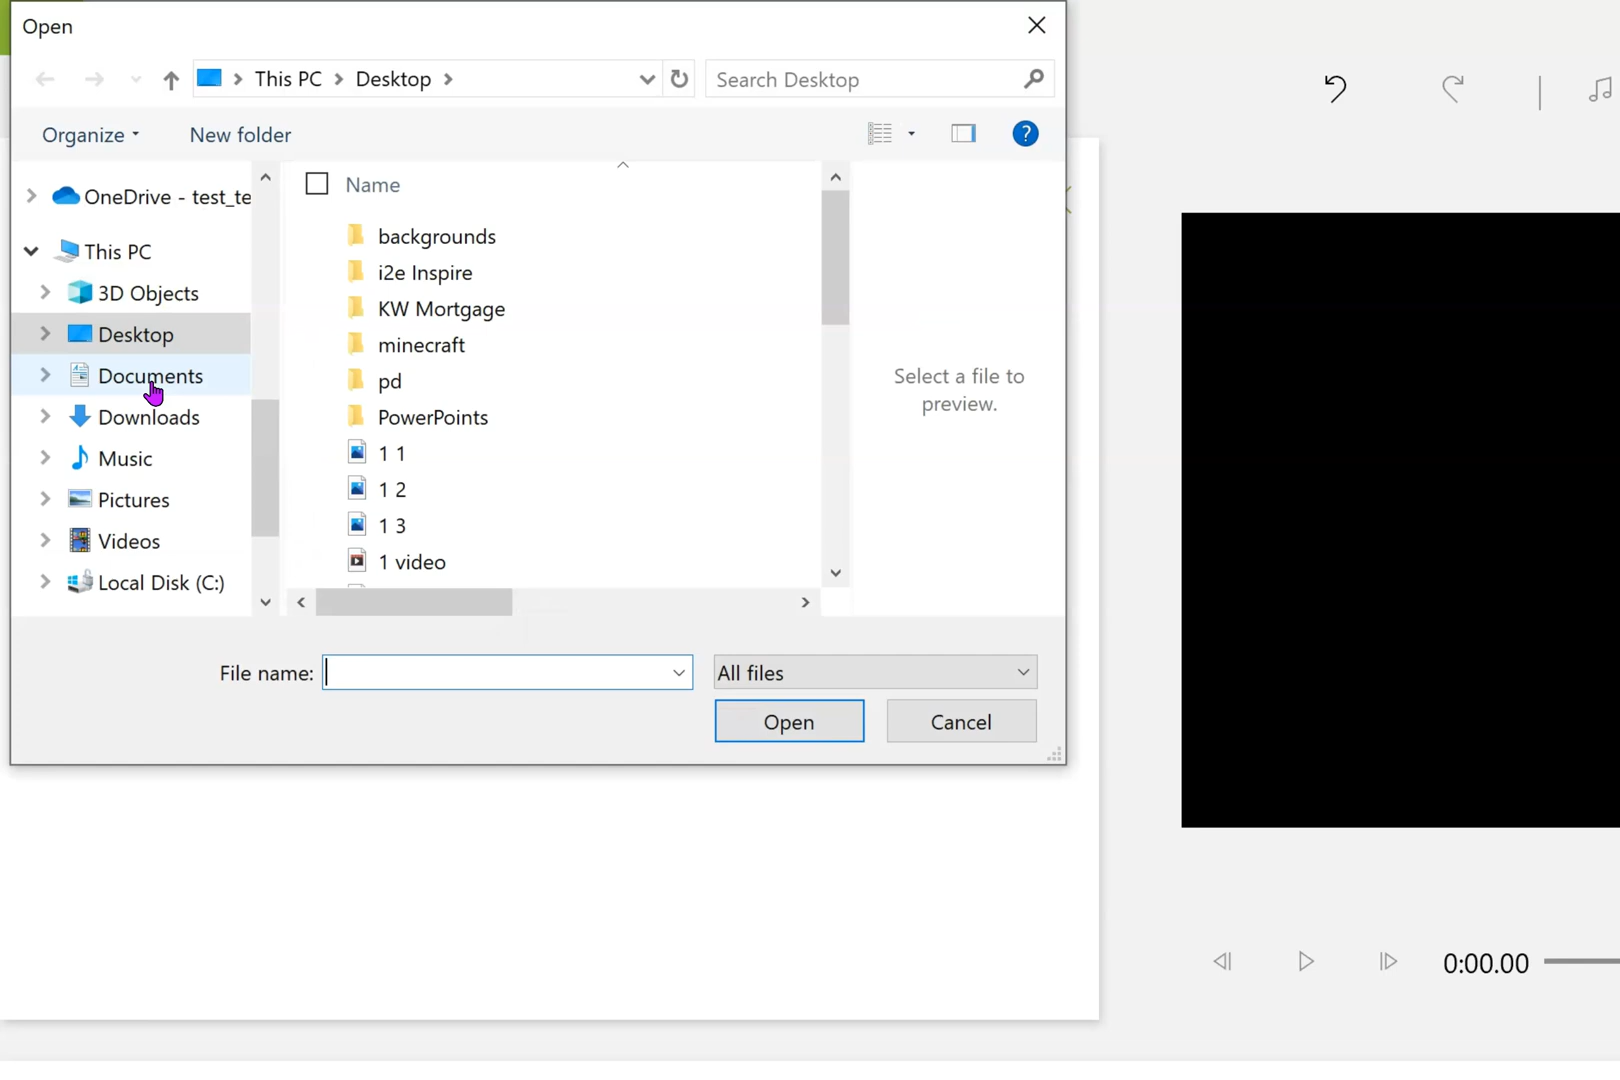 Open
This PC > Desktop >
Search Desktop
Organize
New folder
?
OneDrive - test_te
This PC
3D Objects
Desktop
Documents
Downloads
Music
Pictures
Videos
Local Disk (C:)
Name
backgrounds
i2e Inspire
KW Mortgage
minecraft
pd
PowerPoints
1 1
1 2
1 3
1 video
Select a file to
preview.
File name:
All files
Open
Cancel
0:00.00